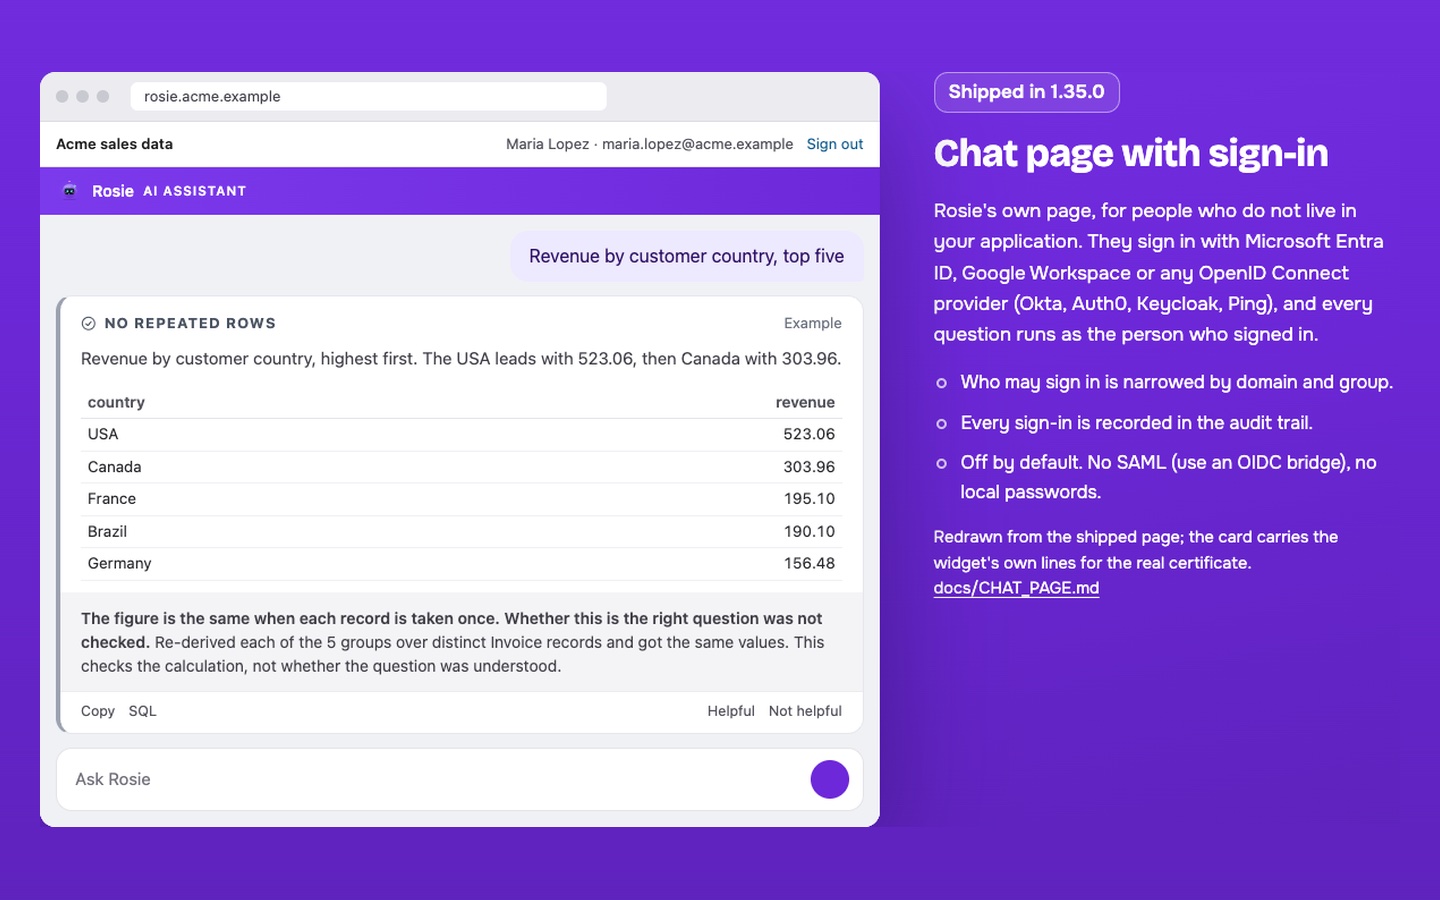 rosie.acme.example
Acme sales data
Maria Lopez · maria.lopez@acme.example Sign out
Rosie AI ASSISTANT
Revenue by customer country, top five
NO REPEATED ROWS
Example
Revenue by customer country, highest first. The USA leads with 523.06, then Canada with 303.96.
country revenue
USA 523.06
Canada 303.96
France 195.10
Brazil 190.10
Germany 156.48
The figure is the same when each record is taken once. Whether this is the right question was not
checked. Re-derived each of the 5 groups over distinct Invoice records and got the same values. This
checks the calculation, not whether the question was understood.
Copy SQL
Helpful Not helpful
Ask Rosie
Shipped in 1.35.0
Chat page with sign-in
Rosie's own page, for people who do not live in
your application. They sign in with Microsoft Entra
ID, Google Workspace or any OpenID Connect
provider (Okta, Auth0, Keycloak, Ping), and every
question runs as the person who signed in.
Who may sign in is narrowed by domain and group.
Every sign-in is recorded in the audit trail.
Off by default. No SAML (use an OIDC bridge), no
local passwords.
Redrawn from the shipped page; the card carries the
widget's own lines for the real certificate.
docs/CHAT_PAGE.md